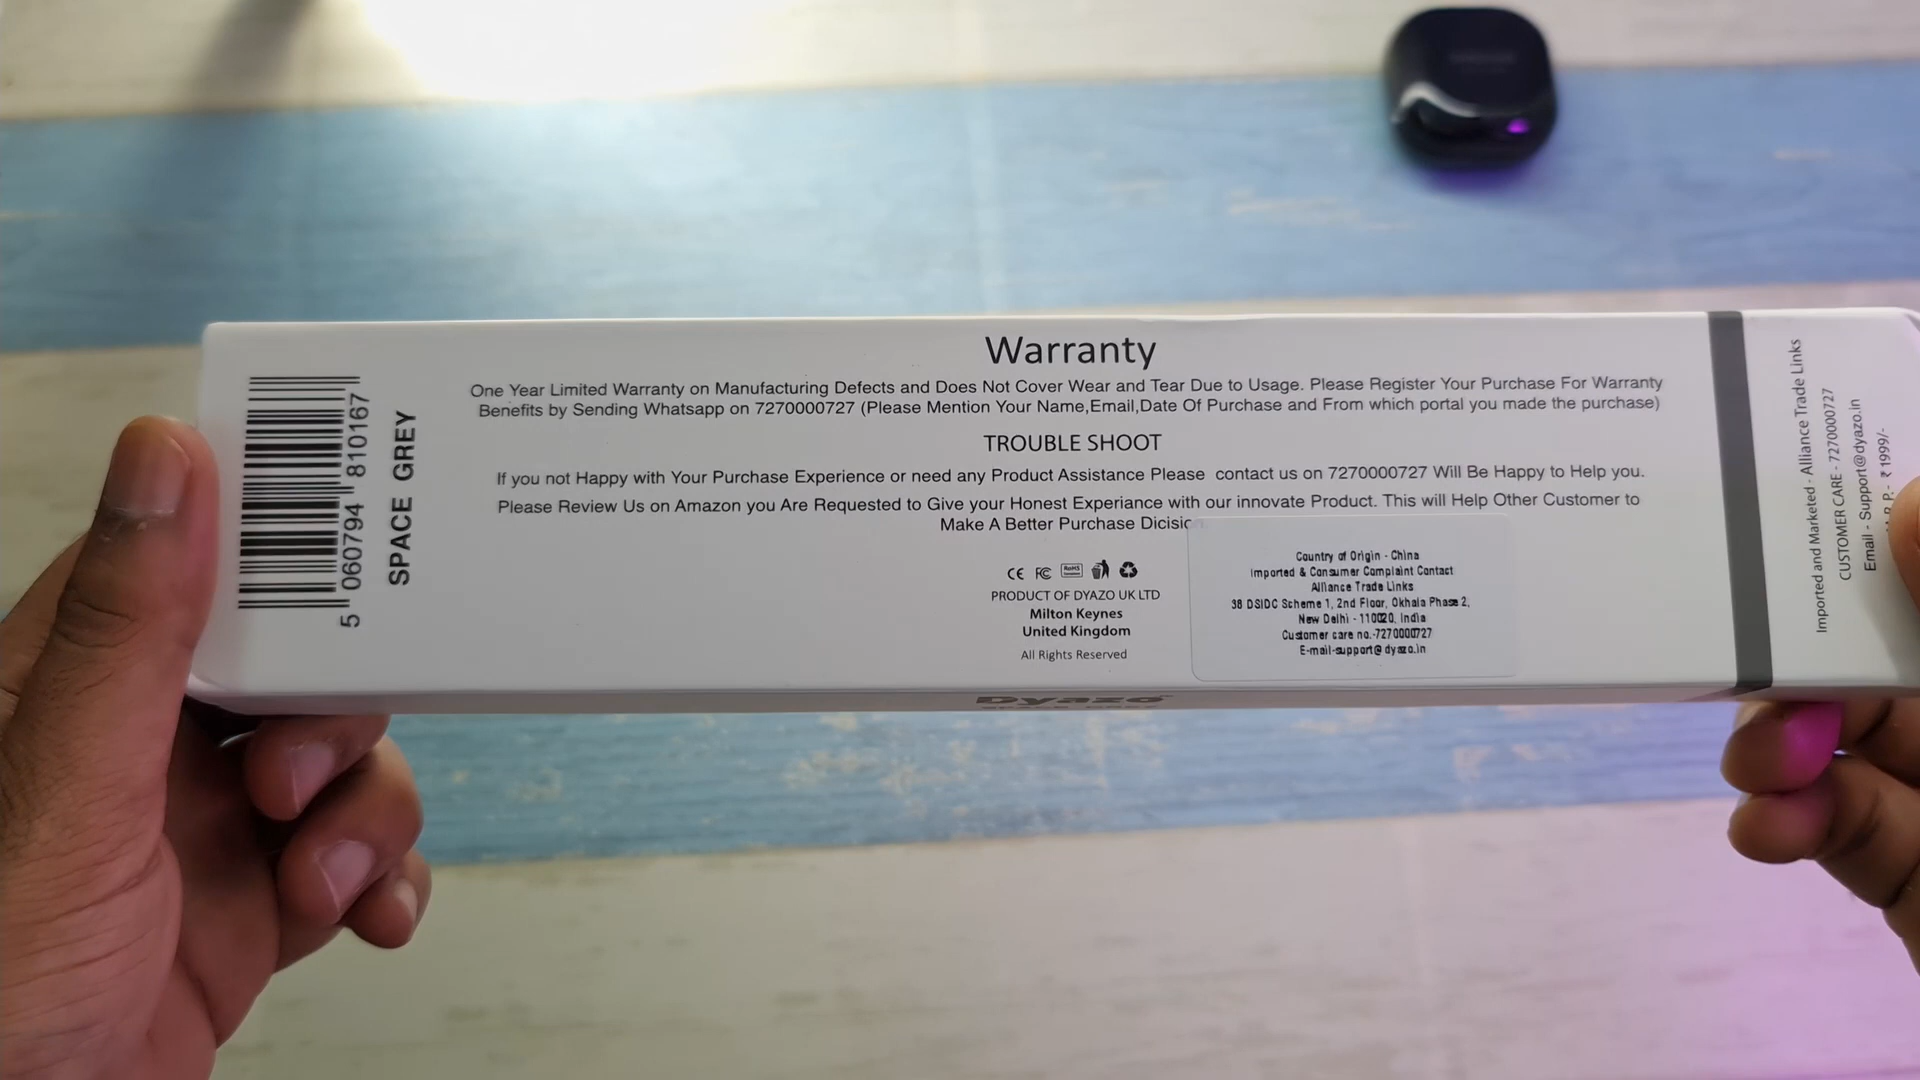 Warranty
One Year Limited Warranty on Manufacturing Defects and Does Not Cover Wear and Tear Due to Usage. Please Register Your Purchase For Warranty
Benefits by Sending Whatsapp on 7270000727 (Please Mention Your Name,Email,Date Of Purchase and From which portal you made the purchase)
TROUBLE SHOOT
If you not Happy with Your Purchase Experience or need any Product Assistance Please contact us on 7270000727 Will Be Happy to Help you.
Please Review Us on Amazon you Are Requested to Give your Honest Experiance with our innovate Product. This will Help Other Customer to
Make A Better Purchase
CE FC RoHS
PRODUCT OF DYAZO UK LTD
Milton Keynes
United Kingdom
All Rights Reserved
Country of Origin - China
Imported & Consumer Complaint Contact
Alliance Trade Links
38 DSIDC Scheme 1, 2nd Floor, Okhala Phase 2,
New Delhi - 110020, India
Customer care no.-7270000727
E-mail-support@dyazo.in
5 060794 810167
SPACE GREY
Imported and Marketed - Alliance Trade Links
CUSTOMER CARE - 7270000727
Email - Support@dyazo.in
₹ 1999/-
Dyazo